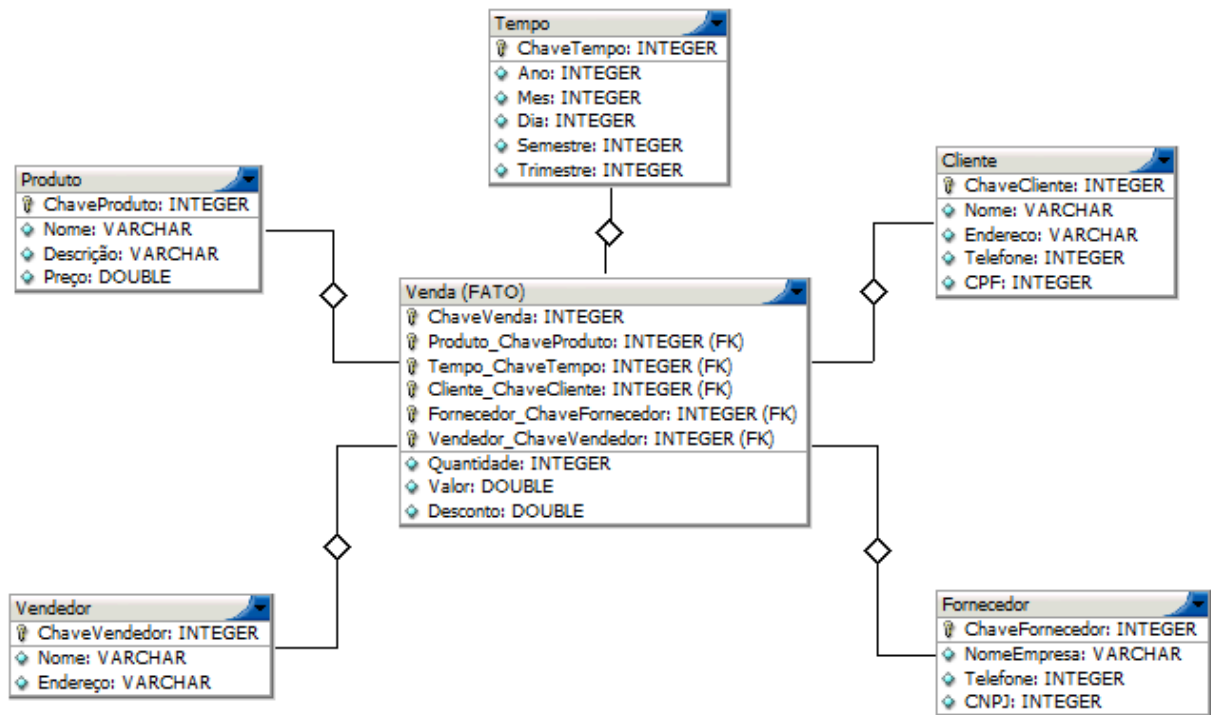 Tempo
ChaveTempo: INTEGER
Ano: INTEGER
Mes: INTEGER
Dia: INTEGER
Semestre: INTEGER
Trimestre: INTEGER
Produto
ChaveProduto: INTEGER
Nome: VARCHAR
Descrição: VARCHAR
Preço: DOUBLE
Cliente
ChaveCliente: INTEGER
Nome: VARCHAR
Endereco: VARCHAR
Telefone: INTEGER
CPF: INTEGER
Venda (FATO)
ChaveVenda: INTEGER
Produto_ChaveProduto: INTEGER (FK)
Tempo_ChaveTempo: INTEGER (FK)
Cliente_ChaveCliente: INTEGER (FK)
Fornecedor_ChaveFornecedor: INTEGER (FK)
Vendedor_ChaveVendedor: INTEGER (FK)
Quantidade: INTEGER
Valor: DOUBLE
Desconto: DOUBLE
Vendedor
ChaveVendedor: INTEGER
Nome: VARCHAR
Endereço: VARCHAR
Fornecedor
ChaveFornecedor: INTEGER
NomeEmpresa: VARCHAR
Telefone: INTEGER
CNPJ: INTEGER